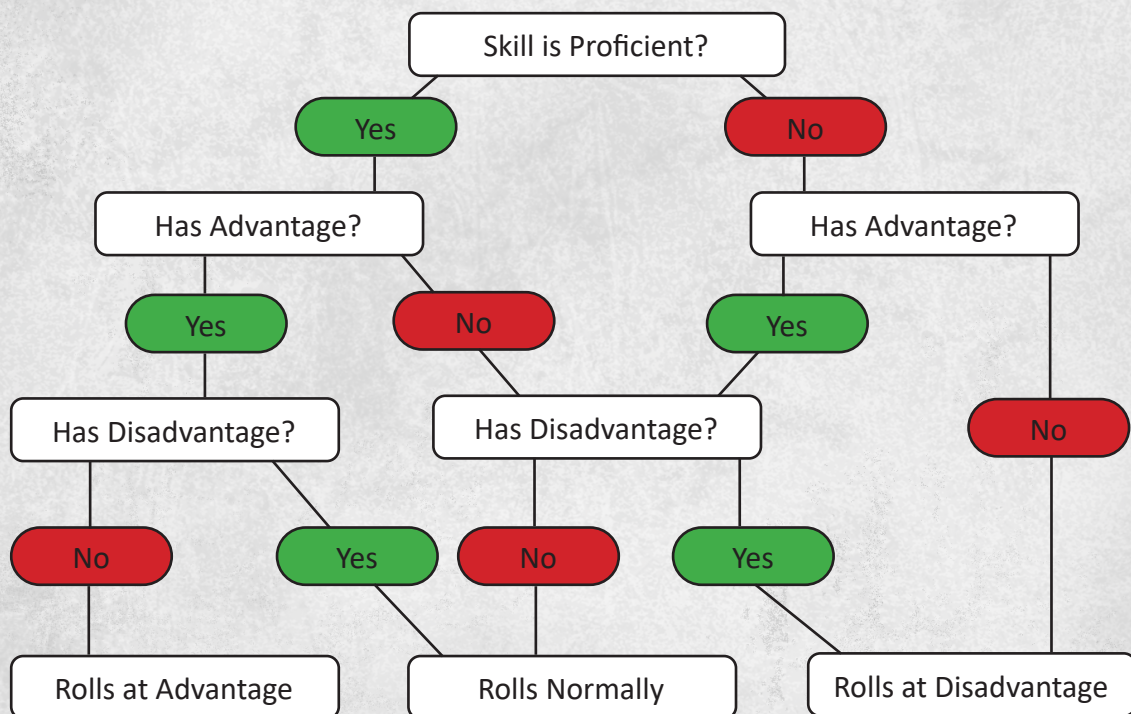 Skill is Proficient?
Yes
No
Has Advantage?
Has Advantage?
Yes
No
Yes
Has Disadvantage?
Has Disadvantage?
No
No
Yes
No
Yes
Rolls at Advantage
Rolls Normally
Rolls at Disadvantage